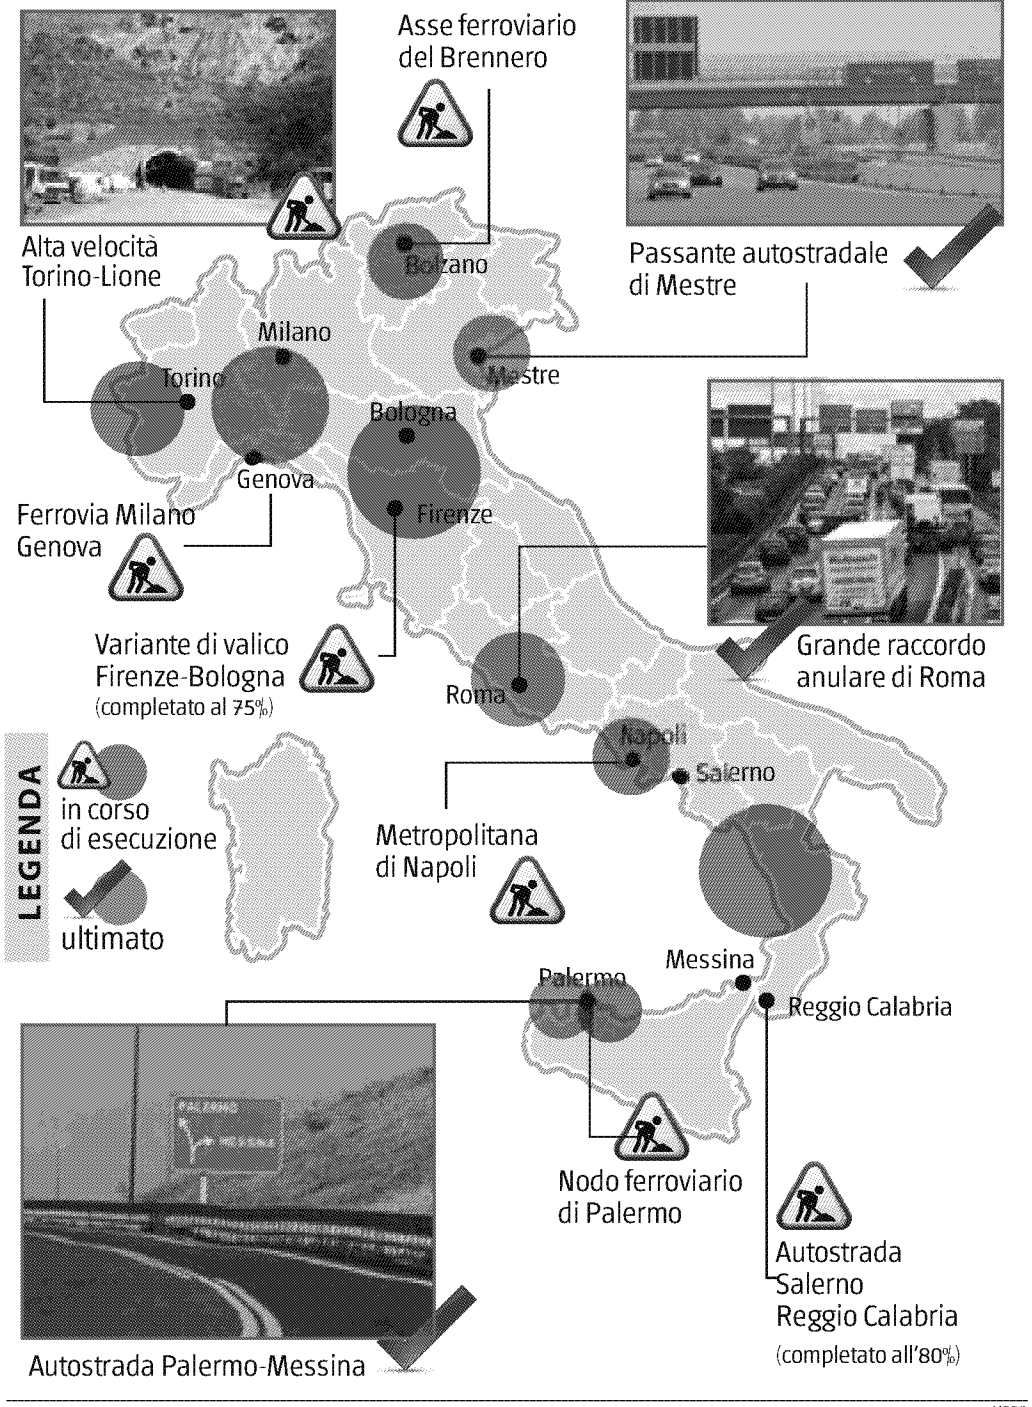 Asse ferroviario
del Brennero
Alta velocità
Torino-Lione
Passante autostradale
di Mestre
Bolzano
Milano
Torino
Mestre
Bologna
Genova
Firenze
Ferrovia Milano
Genova
Variante di valico
Firenze-Bologna
(completato al 75%)
Grande raccordo
anulare di Roma
Roma
Napoli
Salerno
LEGENDA
in corso
di esecuzione
ultimato
Metropolitana
di Napoli
Messina
Palermo
Reggio Calabria
PALERMO
MESSINA
Nodo ferroviario
di Palermo
Autostrada
Salerno
Reggio Calabria
(completato all'80%)
Autostrada Palermo-Messina